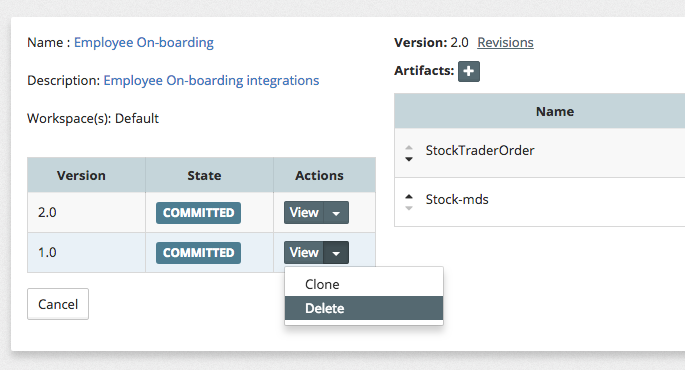 Name : Employee On-boarding
Description: Employee On-boarding integrations
Workspace(s): Default
Version State Actions
2.0 COMMITTED View
1.0 COMMITTED View
Clone
Delete
Cancel
Version: 2.0 Revisions
Artifacts: +
Name
StockTraderOrder
Stock-mds